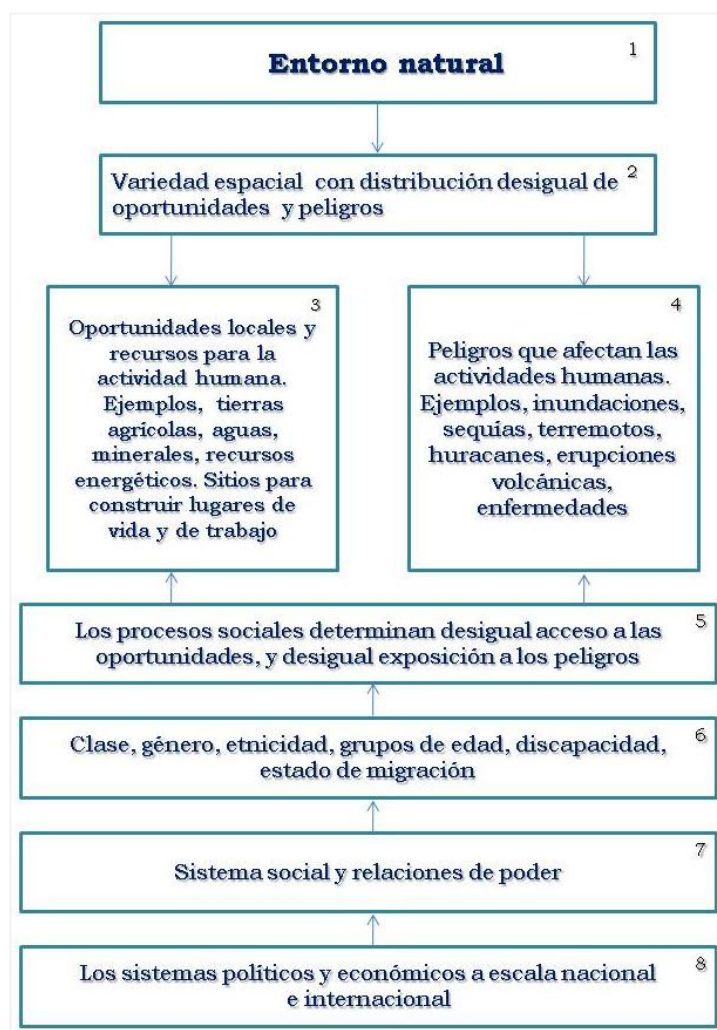 1
Entorno natural
2
Variedad espacial con distribución desigual de
oportunidades y peligros
3
Oportunidades locales y
recursos para la
actividad humana.
Ejemplos, tierras
agrícolas, aguas,
minerales, recursos
energéticos. Sitios para
construir lugares de
vida y de trabajo
4
Peligros que afectan las
actividades humanas.
Ejemplos, inundaciones,
sequías, terremotos,
huracanes, erupciones
volcánicas,
enfermedades
5
Los procesos sociales determinan desigual acceso a las
oportunidades, y desigual exposición a los peligros
6
Clase, género, etnicidad, grupos de edad, discapacidad,
estado de migración
7
Sistema social y relaciones de poder
8
Los sistemas políticos y económicos a escala nacional
e internacional